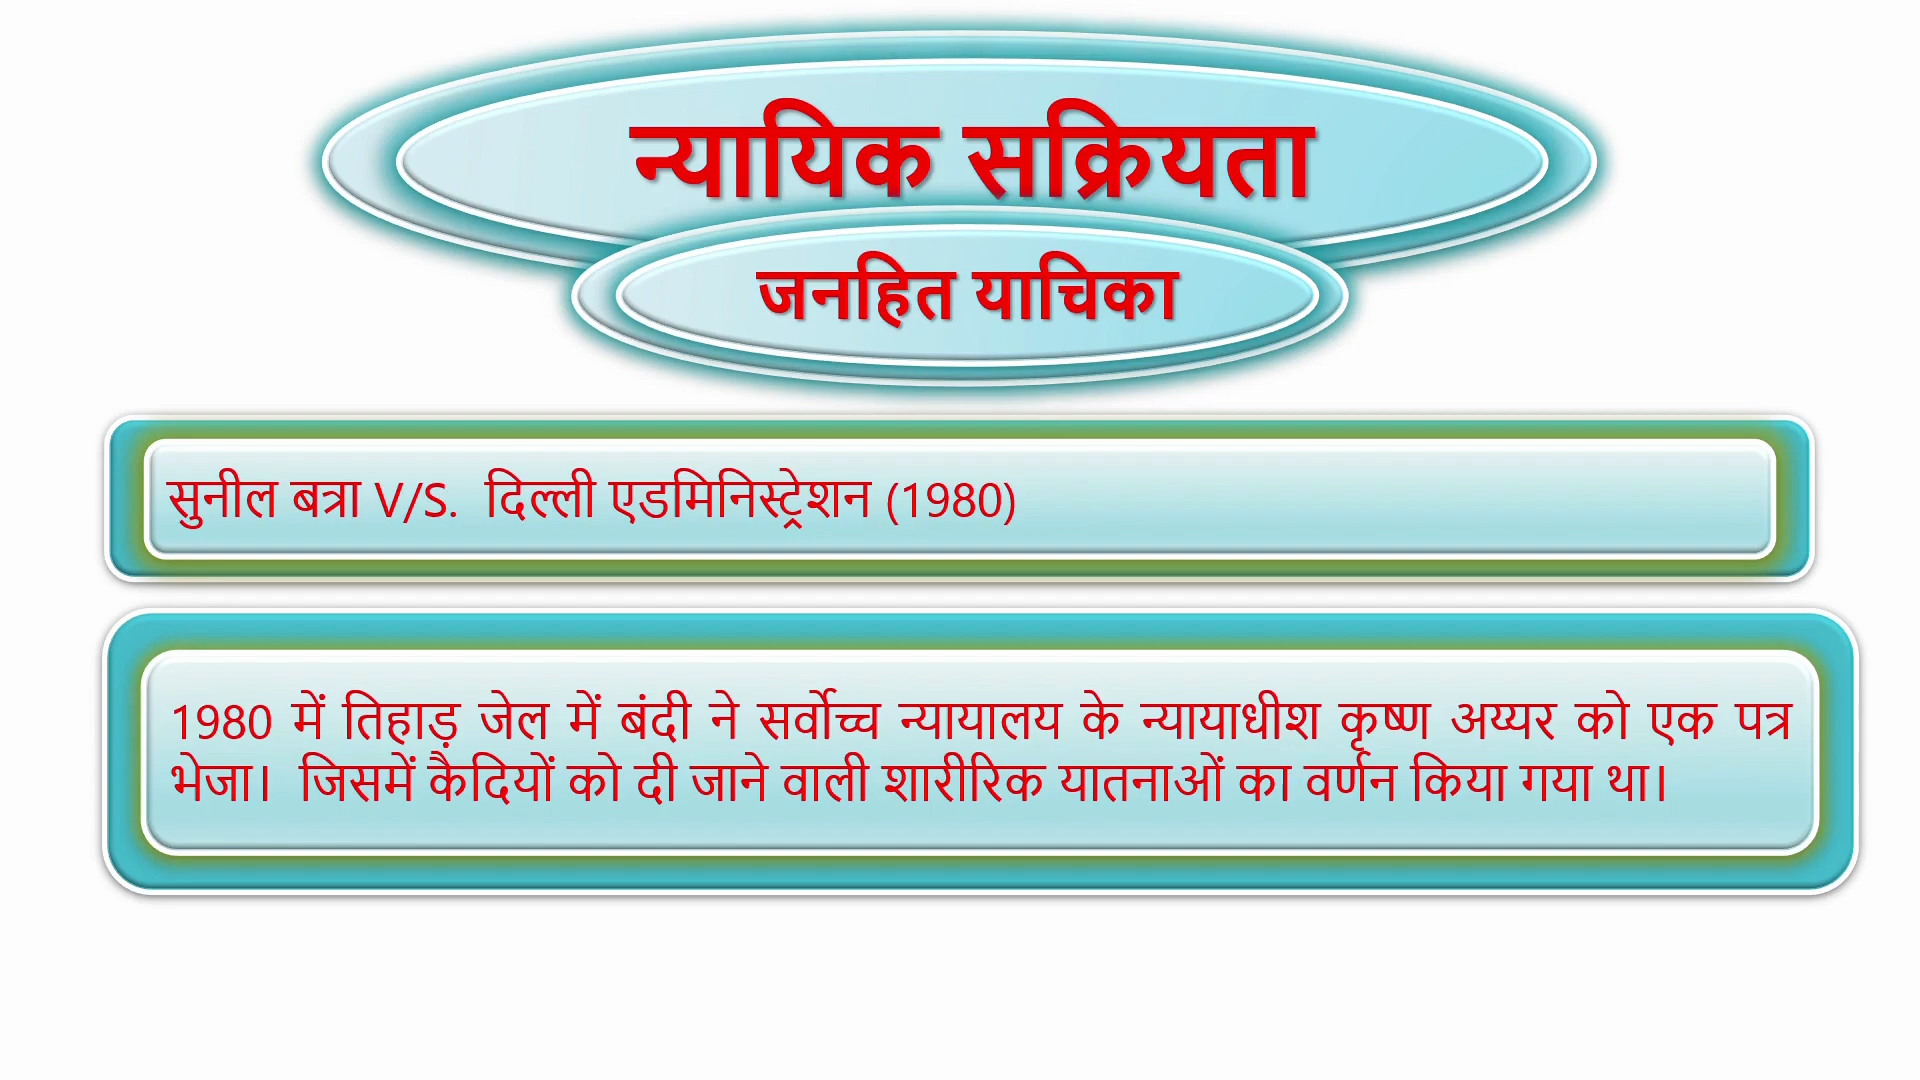 न्यायिक सक्रियता
जनहित याचिका
सुनील बत्रा V/S. दिल्ली एडमिनिस्ट्रेशन (1980)
1980 में तिहाड़ जेल में बंदी ने सर्वोच्च न्यायालय के न्यायाधीश कृष्ण अय्यर को एक पत्र
भेजा। जिसमें कैदियों को दी जाने वाली शारीरिक यातनाओं का वर्णन किया गया था।